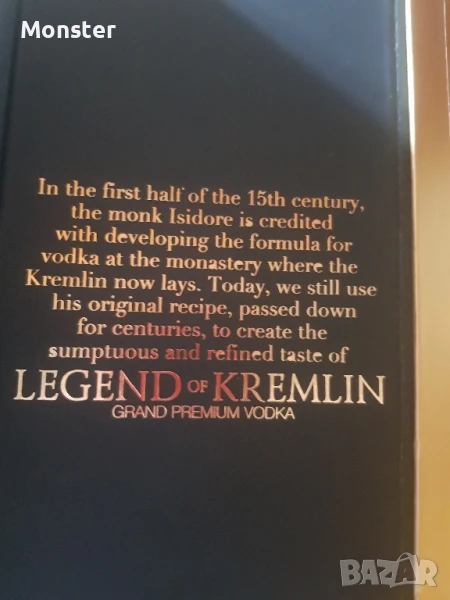 Monster
In the first half of the 15th century,
the monk Isidore is credited
with developing the formula for
vodka at the monastery where the
Kremlin now lays. Today, we still use
his original recipe, passed down
for centuries, to create the
sumptuous and refined taste of
LEGEND OF KREMLIN
GRAND PREMIUM VODKA
BAZAR